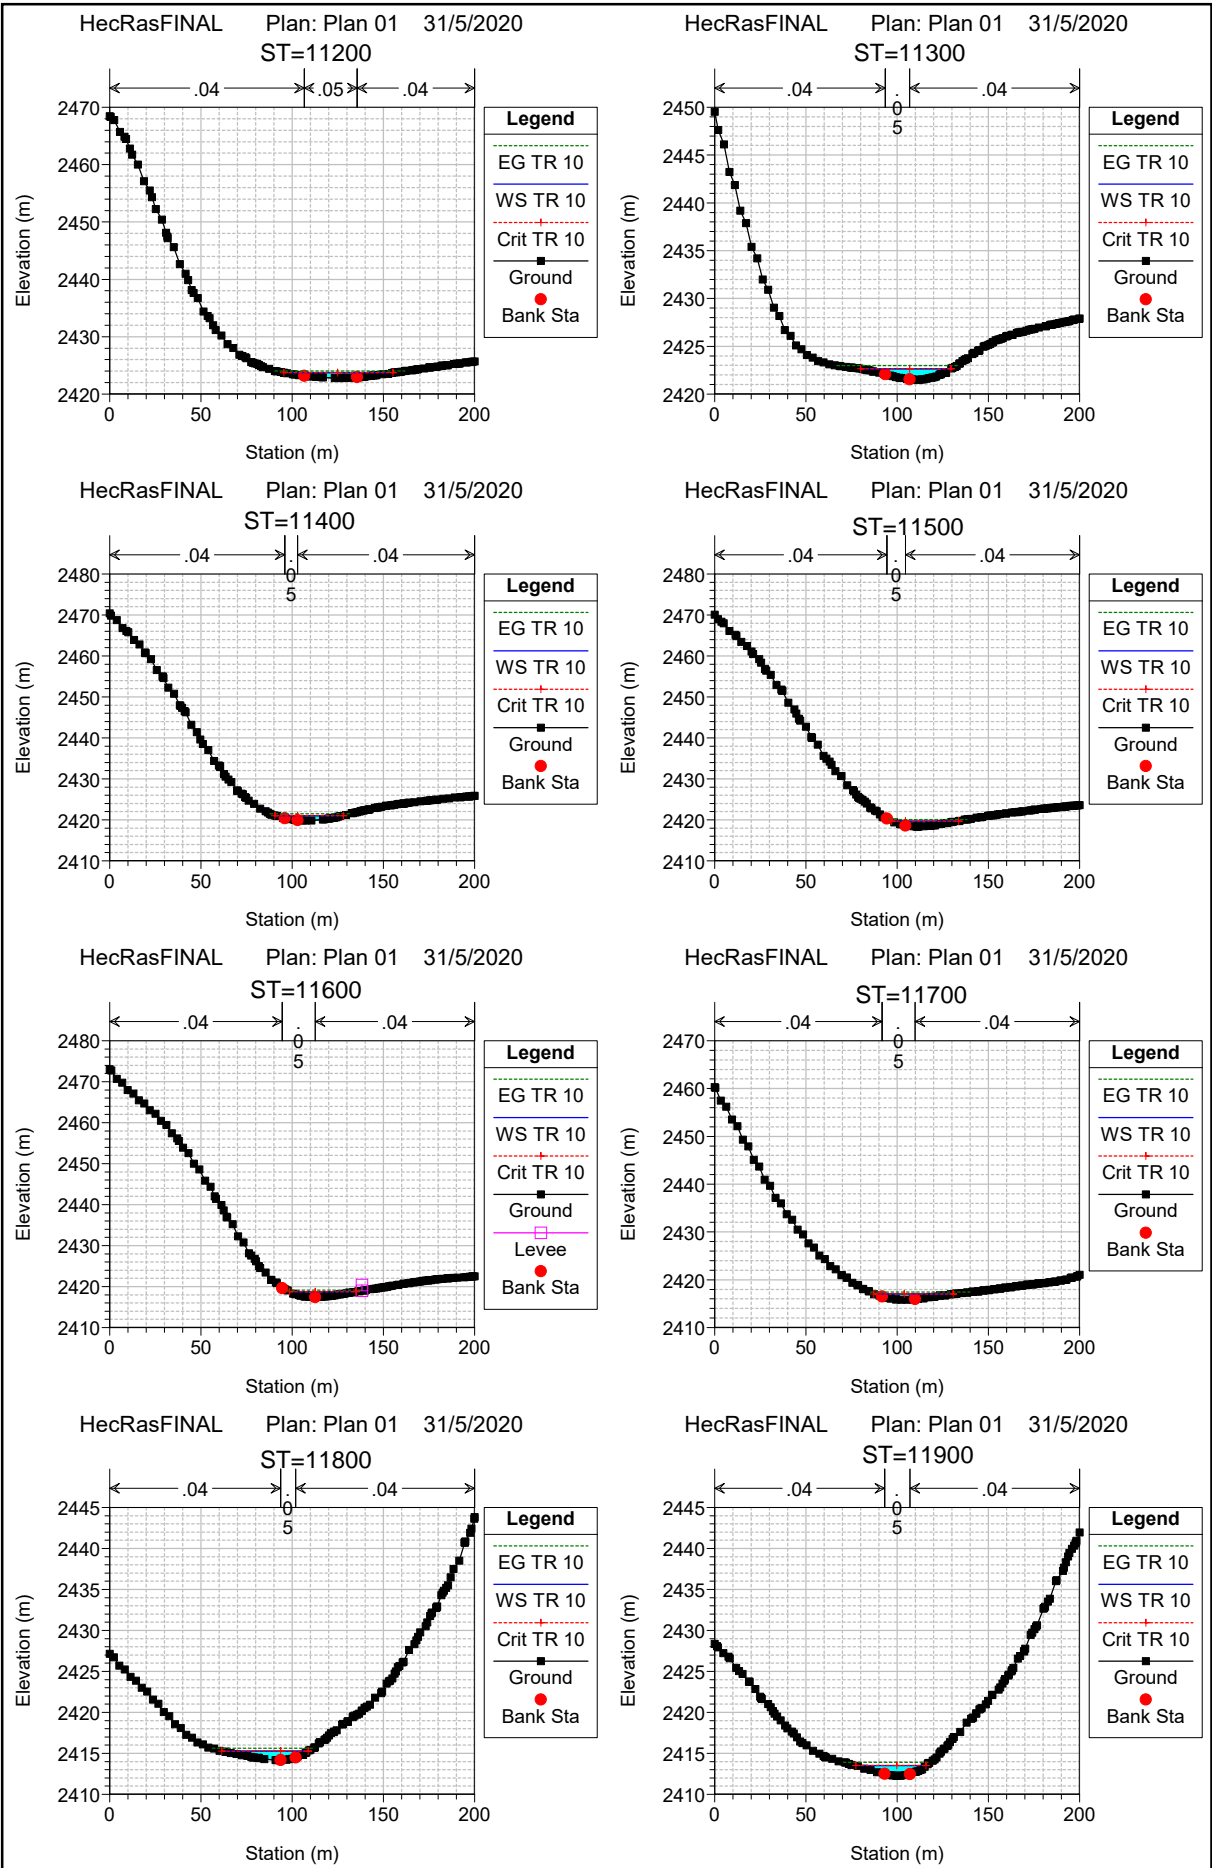 HecRasFINAL Plan: Plan 01 31/5/2020
ST=11200
.04 .05 .04
2470
2460
2450
2440
2430
2420
0 50 100 150 200
Station (m)
Elevation (m)
Legend
EG TR 10
WS TR 10
Crit TR 10
Ground
Bank Sta
HecRasFINAL Plan: Plan 01 31/5/2020
ST=11300
.04 .05 .04
2450
2445
2440
2435
2430
2425
2420
0 50 100 150 200
Station (m)
Elevation (m)
Legend
EG TR 10
WS TR 10
Crit TR 10
Ground
Bank Sta
HecRasFINAL Plan: Plan 01 31/5/2020
ST=11400
.04 .05 .04
2480
2470
2460
2450
2440
2430
2420
2410
0 50 100 150 200
Station (m)
Elevation (m)
Legend
EG TR 10
WS TR 10
Crit TR 10
Ground
Bank Sta
HecRasFINAL Plan: Plan 01 31/5/2020
ST=11500
.04 .05 .04
2480
2470
2460
2450
2440
2430
2420
2410
0 50 100 150 200
Station (m)
Elevation (m)
Legend
EG TR 10
WS TR 10
Crit TR 10
Ground
Bank Sta
HecRasFINAL Plan: Plan 01 31/5/2020
ST=11600
.04 .05 .04
2480
2470
2460
2450
2440
2430
2420
2410
0 50 100 150 200
Station (m)
Elevation (m)
Legend
EG TR 10
WS TR 10
Crit TR 10
Ground
Levee
Bank Sta
HecRasFINAL Plan: Plan 01 31/5/2020
ST=11700
.04 .05 .04
2470
2460
2450
2440
2430
2420
2410
0 50 100 150 200
Station (m)
Elevation (m)
Legend
EG TR 10
WS TR 10
Crit TR 10
Ground
Bank Sta
HecRasFINAL Plan: Plan 01 31/5/2020
ST=11800
.04 .05 .04
2445
2440
2435
2430
2425
2420
2415
2410
0 50 100 150 200
Station (m)
Elevation (m)
Legend
EG TR 10
WS TR 10
Crit TR 10
Ground
Bank Sta
HecRasFINAL Plan: Plan 01 31/5/2020
ST=11900
.04 .05 .04
2445
2440
2435
2430
2425
2420
2415
2410
0 50 100 150 200
Station (m)
Elevation (m)
Legend
EG TR 10
WS TR 10
Crit TR 10
Ground
Bank Sta